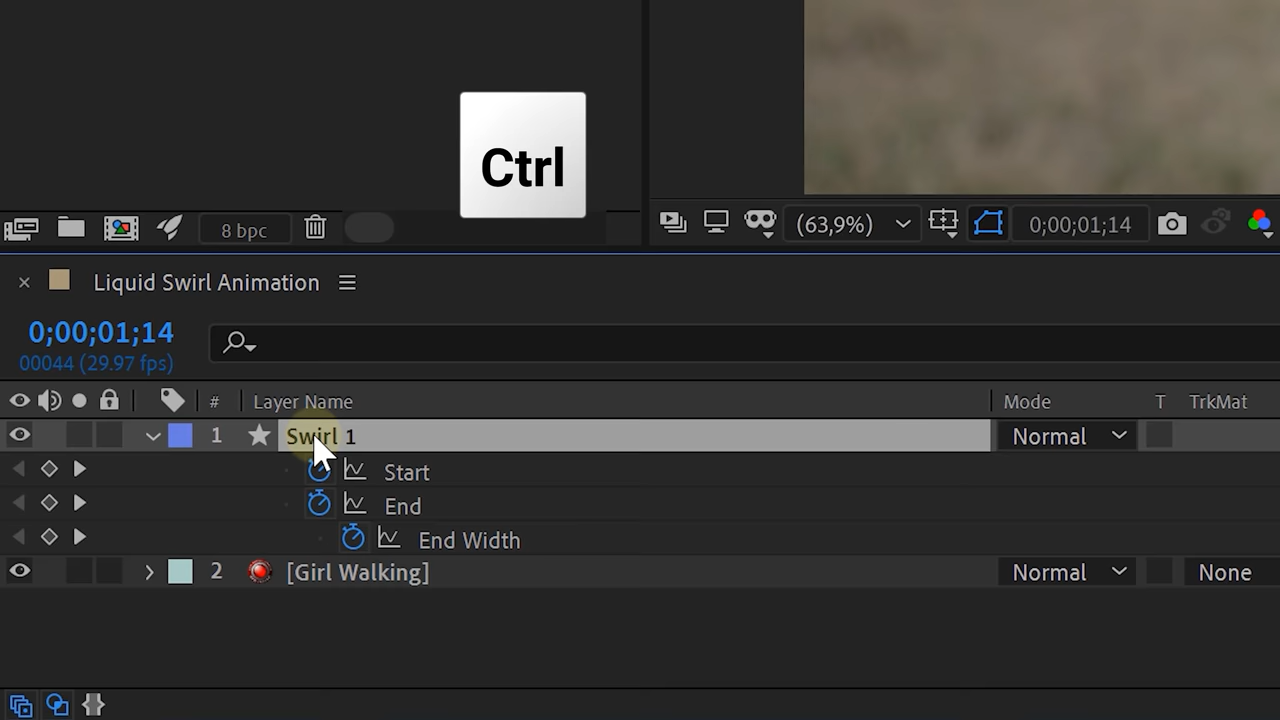 Ctrl
8 bpc
(63,9%)
0;00;01;14
Liquid Swirl Animation
0;00;01;14
00044 (29.97 fps)
# Layer Name Mode T TrkMat
1 Swirl 1 Normal
Start
End
End Width
2 [Girl Walking] Normal None